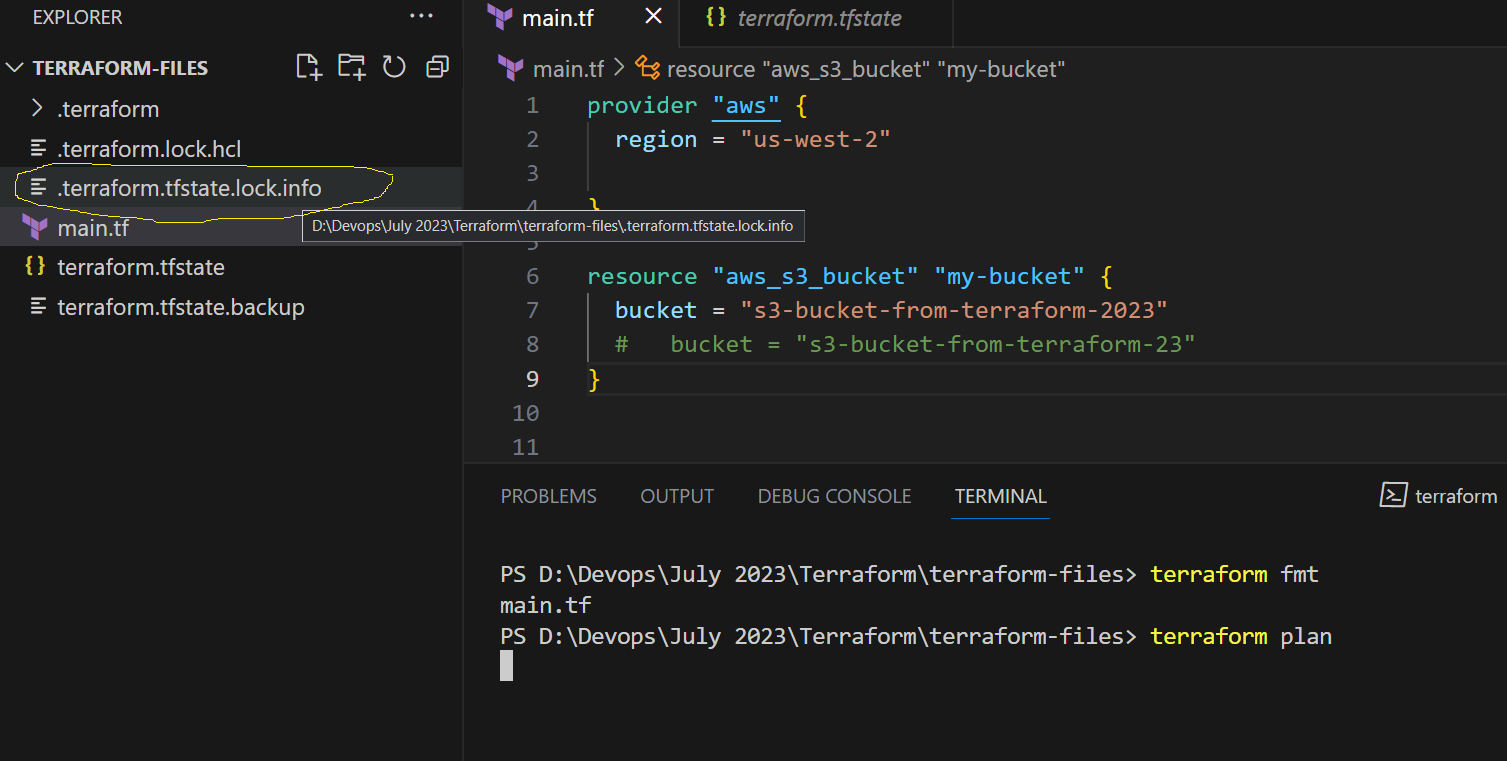 EXPLORER ...
TERRAFORM-FILES
.terraform
.terraform.lock.hcl
.terraform.tfstate.lock.info
main.tf
D:\Devops\July 2023\Terraform\terraform-files\.terraform.tfstate.lock.info
terraform.tfstate
terraform.tfstate.backup
main.tf
terraform.tfstate
main.tf > resource "aws_s3_bucket" "my-bucket"
1 provider "aws" {
2 region = "us-west-2"
3
4 }
5
6 resource "aws_s3_bucket" "my-bucket" {
7 bucket = "s3-bucket-from-terraform-2023"
8 # bucket = "s3-bucket-from-terraform-23"
9 }
10
11
PROBLEMS OUTPUT DEBUG CONSOLE TERMINAL terraform
PS D:\Devops\July 2023\Terraform\terraform-files> terraform fmt
main.tf
PS D:\Devops\July 2023\Terraform\terraform-files> terraform plan